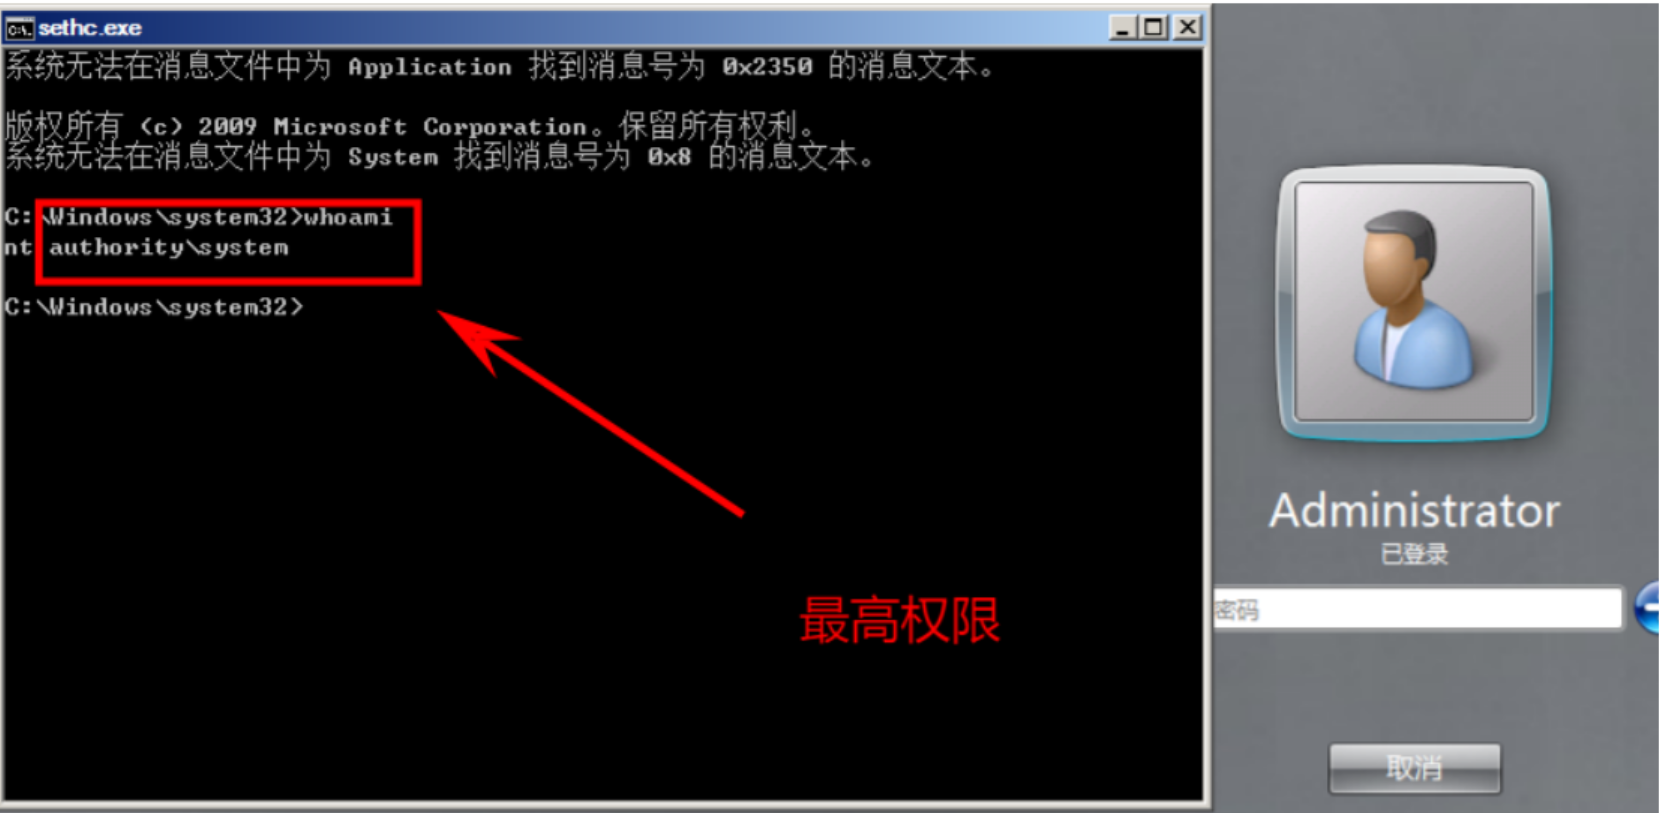 sethc.exe
系统无法在消息文件中为 Application 找到消息号为 0x2350 的消息文本。
版权所有 (c) 2009 Microsoft Corporation。保留所有权利。
系统无法在消息文件中为 System 找到消息号为 0x8 的消息文本。
C:\Windows\system32>whoami
nt authority\system
C:\Windows\system32>
最高权限
Administrator
已登录
密码
取消